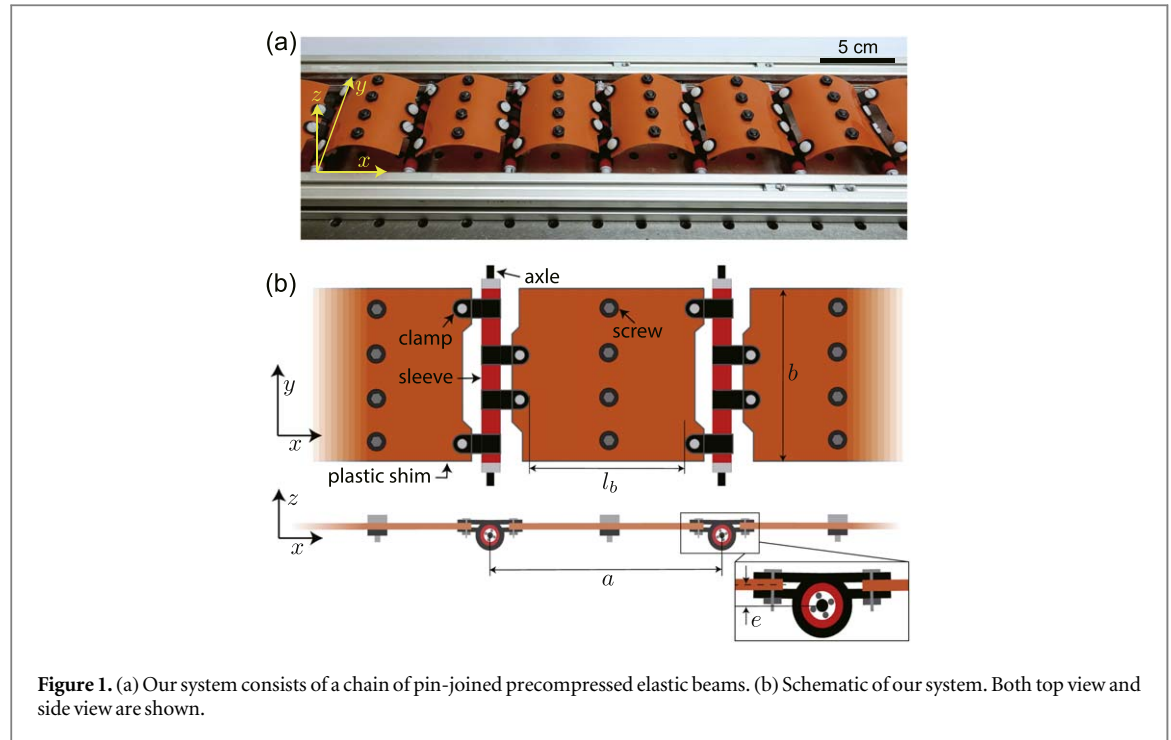 (a)
5 cm
z
y
x
(b)
axle
clamp
screw
sleeve
b
y
x
plastic shim
l_b
z
x
a
e
Figure 1. (a) Our system consists of a chain of pin-joined precompressed elastic beams. (b) Schematic of our system. Both top view and
side view are shown.